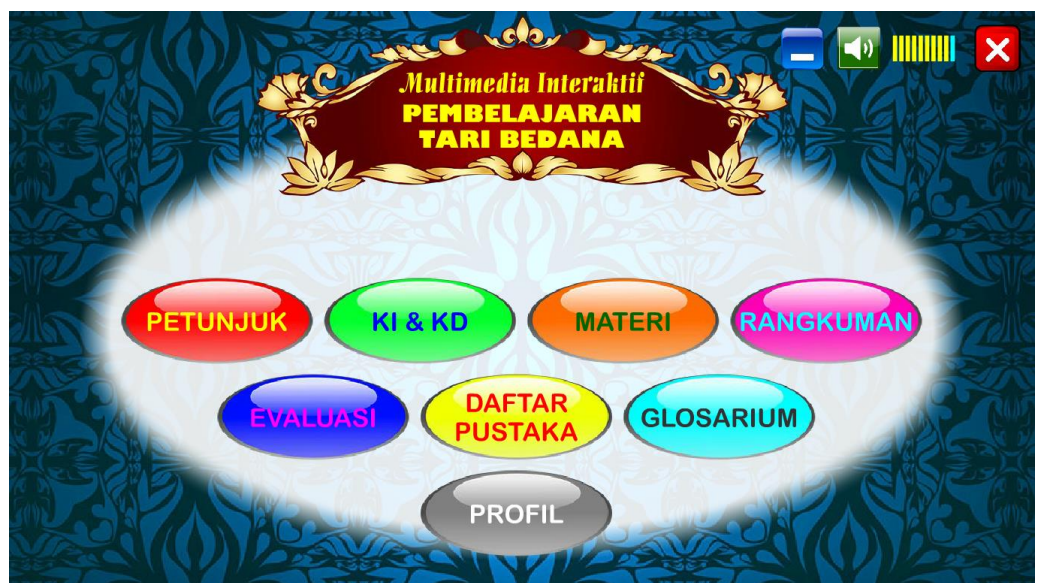 Multimedia Interaktif
PEMBELAJARAN
TARI BEDANA
PETUNJUK
KI & KD
MATERI
RANGKUMAN
EVALUASI
DAFTAR
PUSTAKA
GLOSARIUM
PROFIL